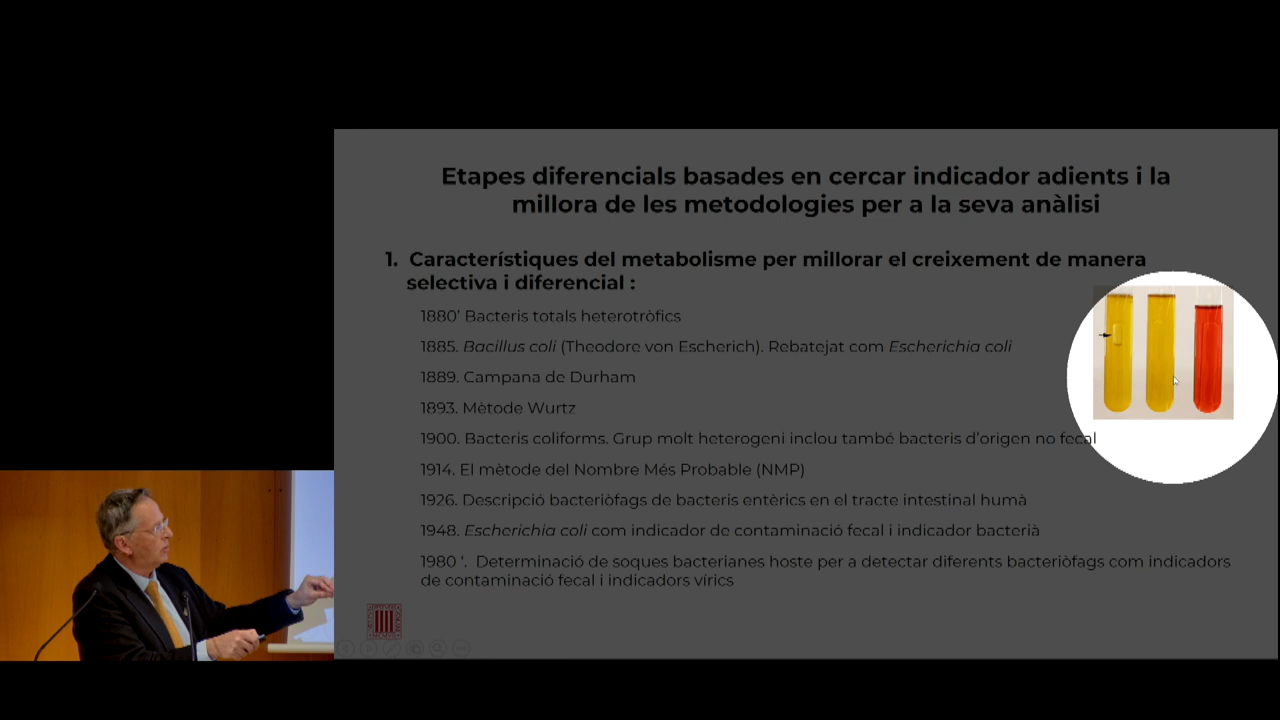 Etapes diferencials basades en cercar indicador adients i la
millora de les metodologies per a la seva anàlisi
1. Característiques del metabolisme per millorar el creixement de manera
selectiva i diferencial :
1880’ Bacteris totals heterotròfics
1885. Bacillus coli (Theodore von Escherich). Rebatejat com Escherichia coli
1889. Campana de Durham
1893. Mètode Wurtz
1900. Bacteris coliforms. Grup molt heterogeni inclou també bacteris d’origen no fecal
1914. El mètode del Nombre Més Probable (NMP)
1926. Descripció bacteriòfags de bacteris entèrics en el tracte intestinal humà
1948. Escherichia coli com indicador de contaminació fecal i indicador bacterià
1980 ‘. Determinació de soques bacterianes hoste per a detectar diferents bacteriòfags com indicadors
de contaminació fecal i indicadors vírics